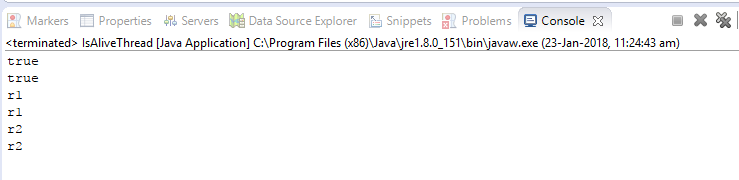 Markers Properties Servers Data Source Explorer Snippets Problems Console
<terminated> IsAliveThread [Java Application] C:\Program Files (x86)\Java\jre1.8.0_151\bin\javaw.exe (23-Jan-2018, 11:24:43 am)
true
true
r1
r1
r2
r2